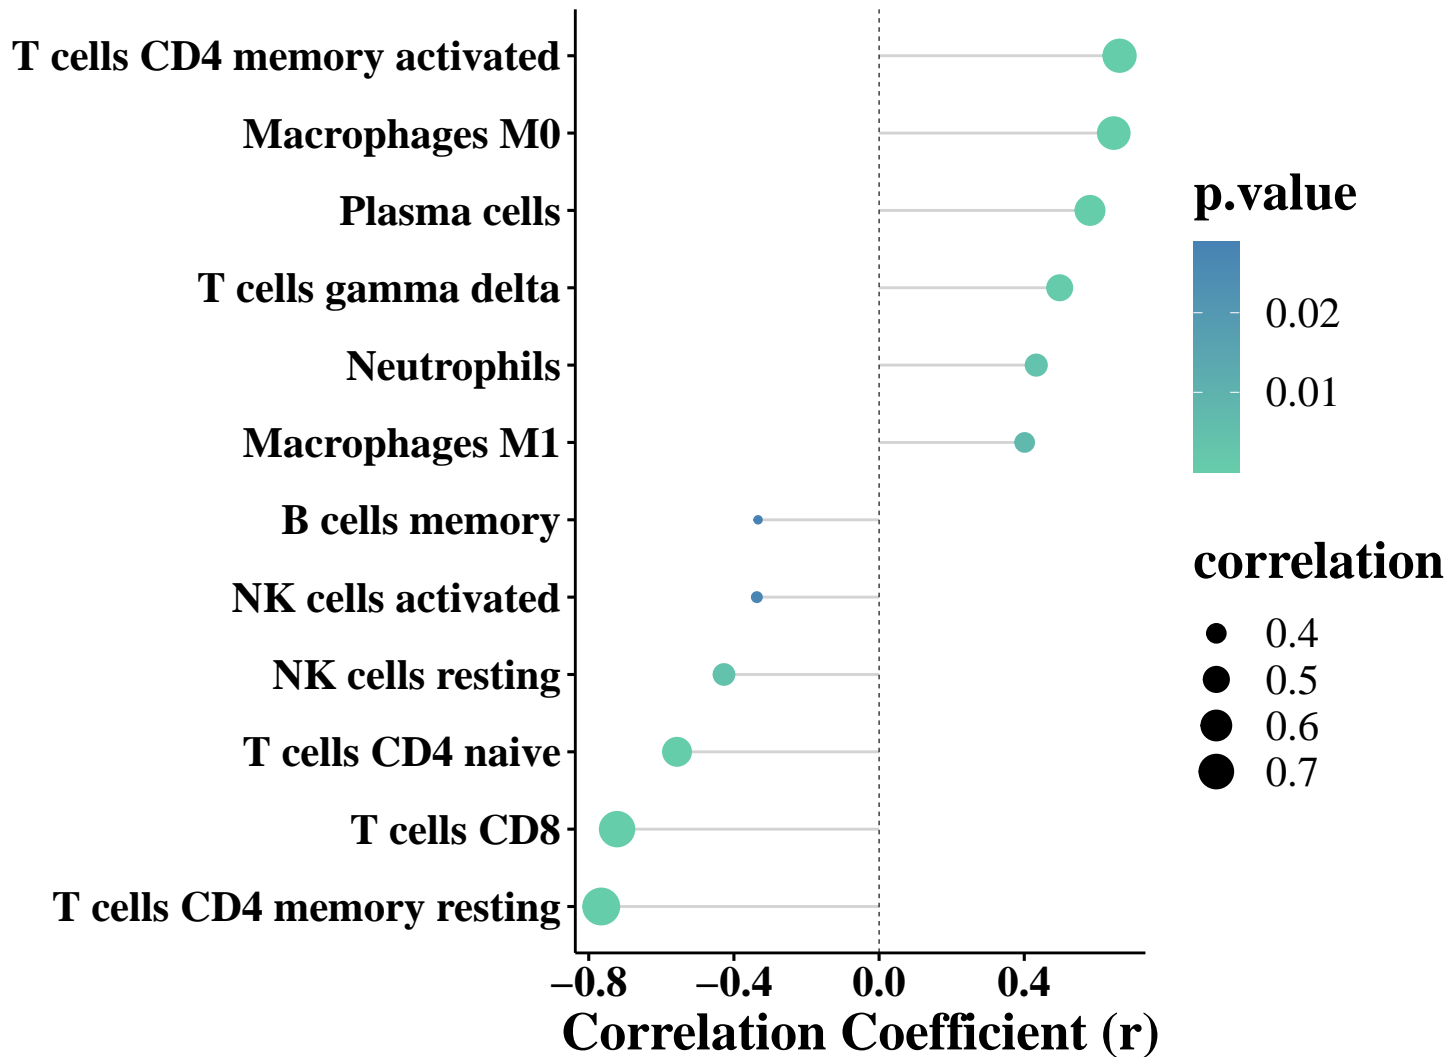 T cells CD4 memory activated
Macrophages M0
Plasma cells
T cells gamma delta
Neutrophils
Macrophages M1
B cells memory
NK cells activated
NK cells resting
T cells CD4 naive
T cells CD8
T cells CD4 memory resting
−0.8 −0.4 0.0 0.4
Correlation Coefficient (r)
p.value
0.02
0.01
correlation
0.4
0.5
0.6
0.7